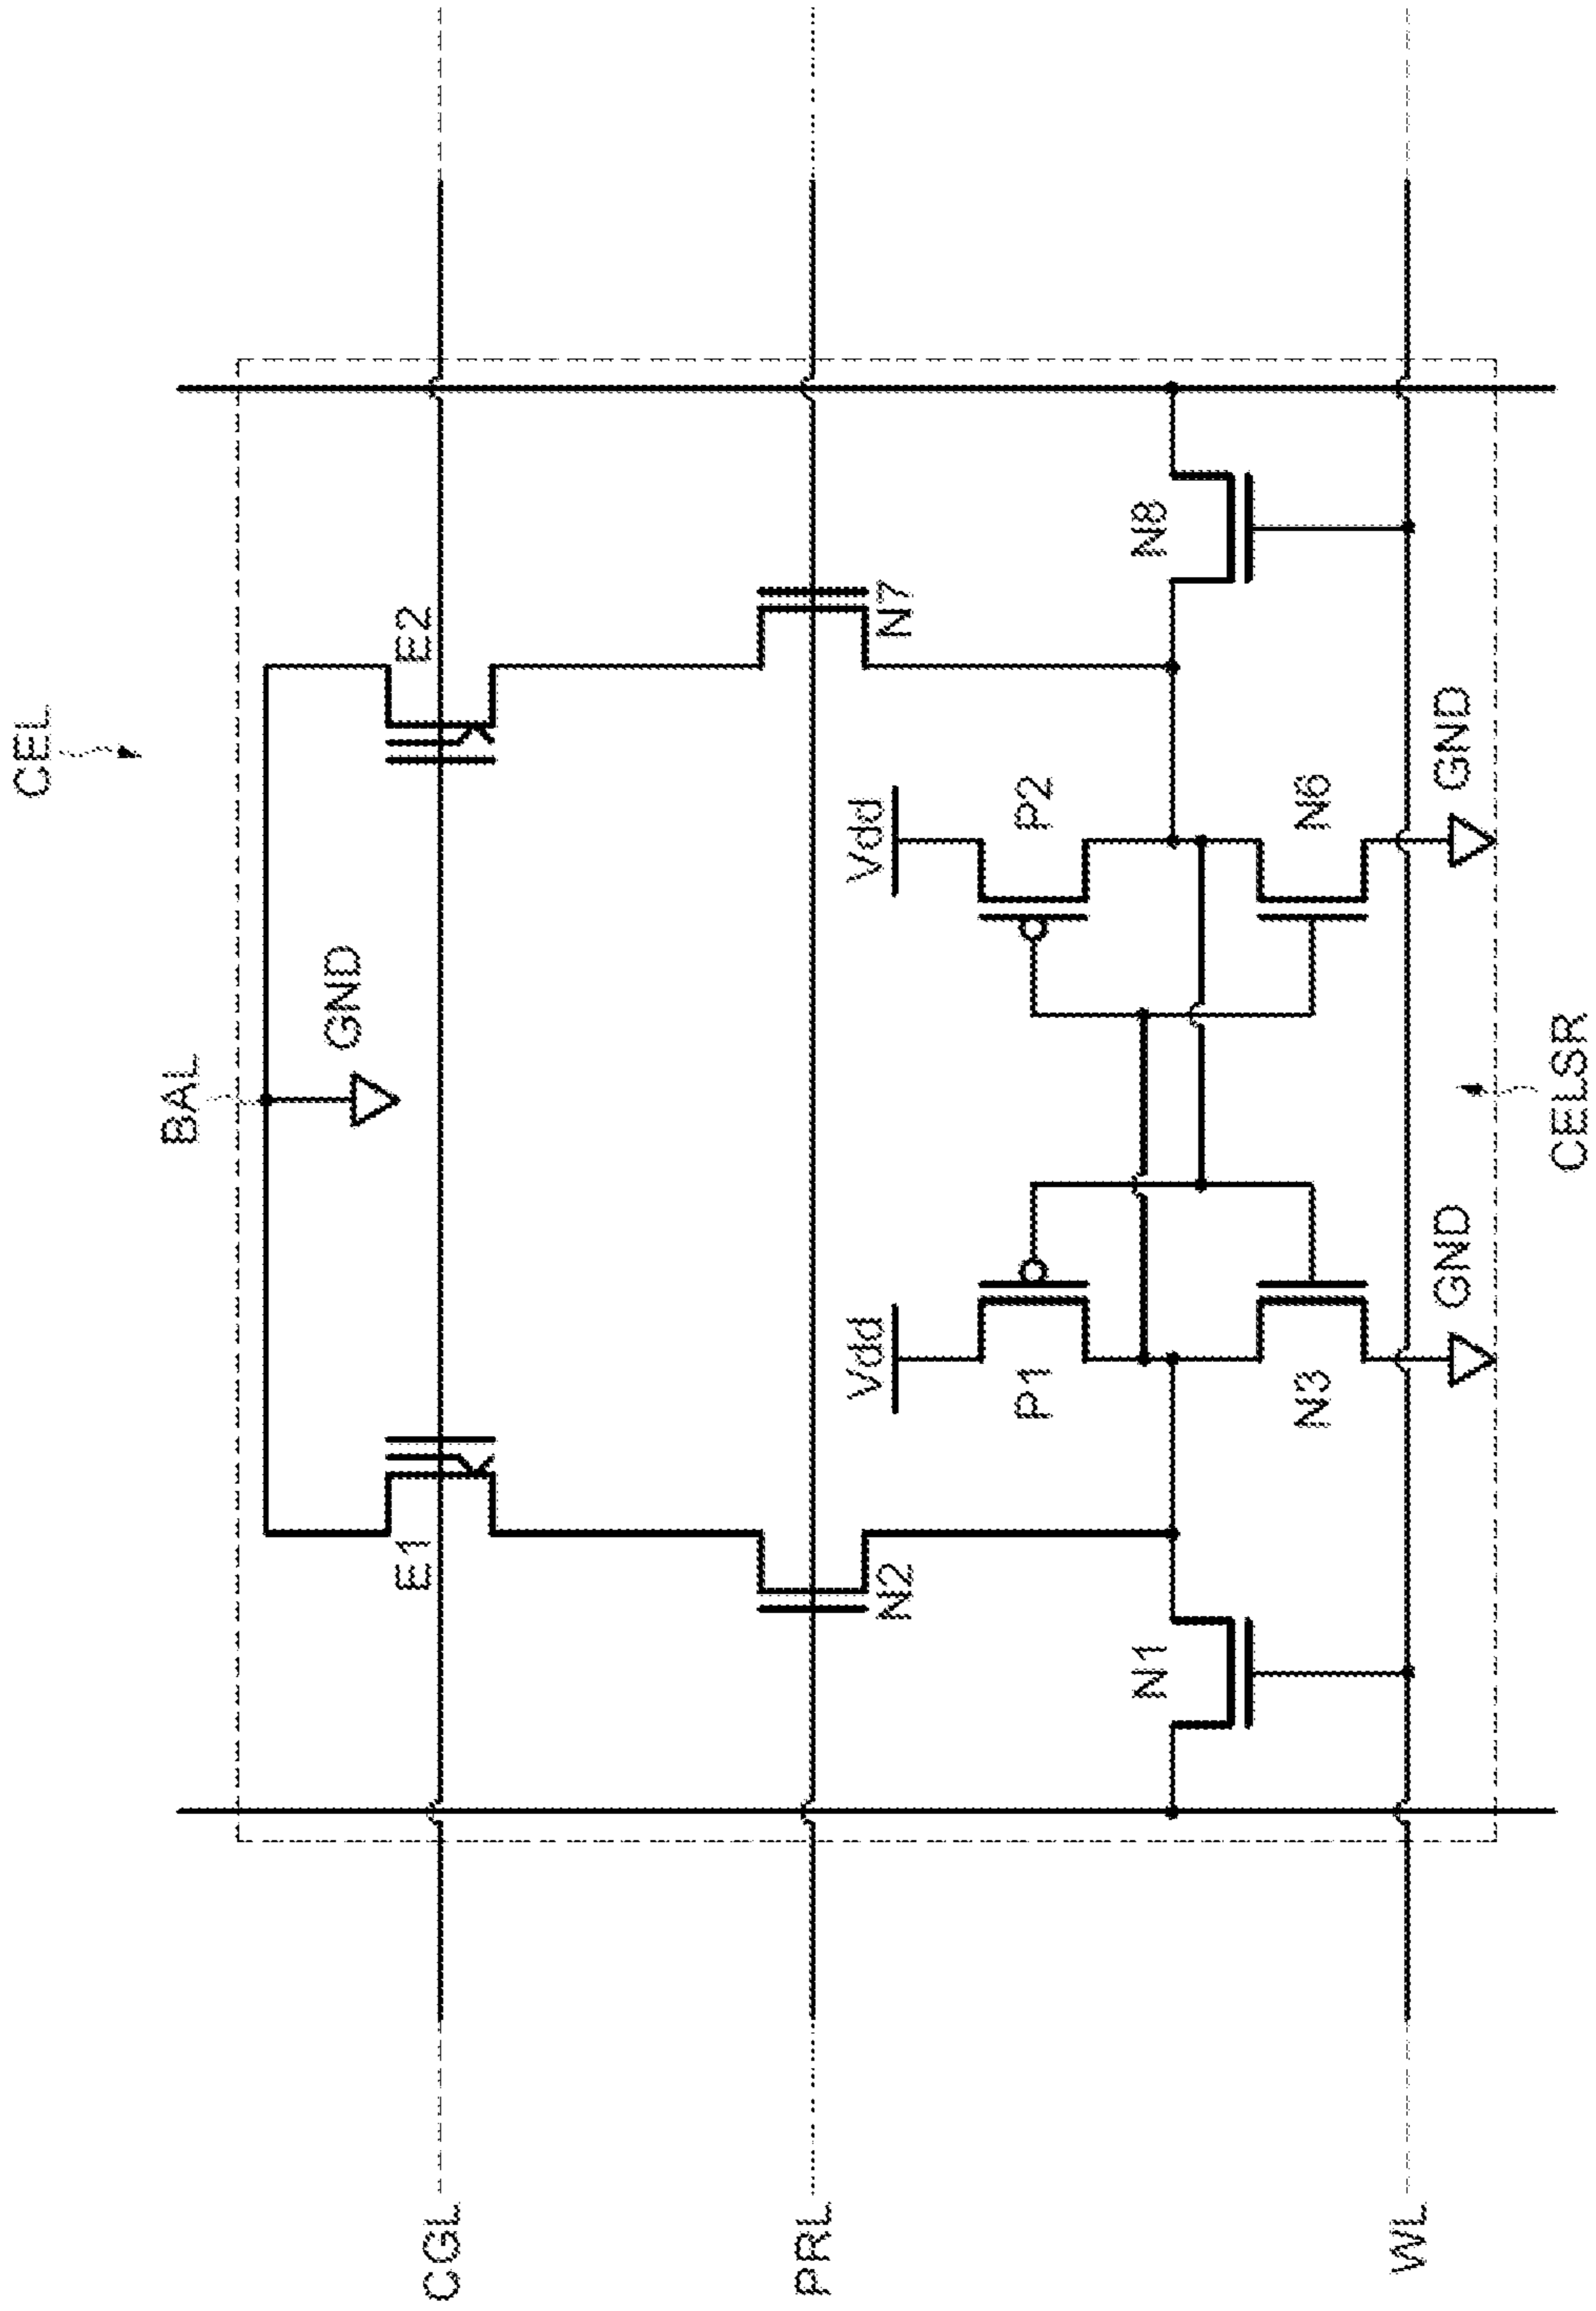 CEL
BAL
GND
E1
E2
CGL
N2
N7
PRL
Vdd
Vdd
P1
P2
N1
N8
N3
N6
WL
GND
GND
CELSR